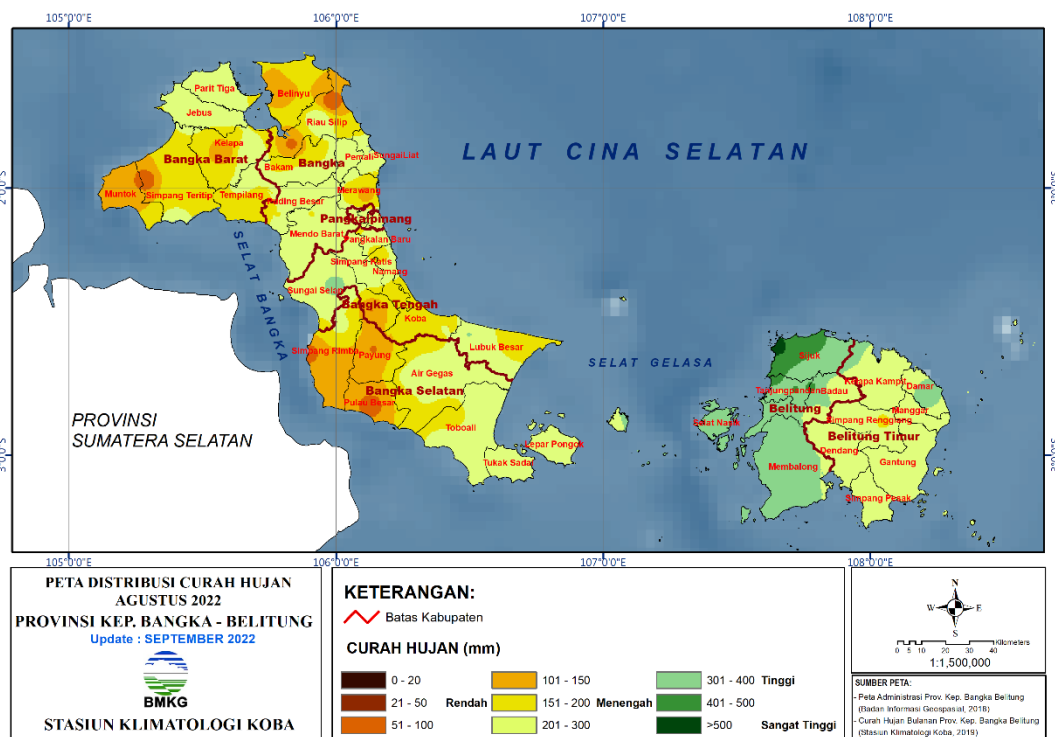 105°0'0"E 106°0'0"E 107°0'0"E 108°0'0"E
Parit Tiga
Belinyu
Jebus
Riau Silip
Kelapa
Bangka Barat
Bakam
Bangka
Pemali
SungaiLiat
LAUT CINA SELATAN
Muntok
Simpang Teritip
Tempilang
Merawang
Mendo Barat
Pangkalan Baru
Simpang Katis
Namang
SELAT BANGKA
Sungai Selan
Bangka Tengah
Koba
Lubuk Besar
SELAT GELASA
Simpang Rimba
Payung
Air Gegas
Bangka Selatan
Pulau Besar
Toboali
Lepar Pongok
Tukak Sadai
Sijuk
Badau
Kelapa Kampit
Damar
Belitung
Manggar
Simpang Renggiang
Belitung Timur
Dendang
Gantung
Membalong
Simpang Pesak
PROVINSI
SUMATERA SELATAN
105°0'0"E 106°0'0"E 107°0'0"E 108°0'0"E
PETA DISTRIBUSI CURAH HUJAN
AGUSTUS 2022
PROVINSI KEP. BANGKA - BELITUNG
Update : SEPTEMBER 2022
BMKG
STASIUN KLIMATOLOGI KOBA
KETERANGAN:
Batas Kabupaten
CURAH HUJAN (mm)
0 - 20 101 - 150 301 - 400 Tinggi
21 - 50 Rendah 151 - 200 Menengah 401 - 500
51 - 100 201 - 300 >500 Sangat Tinggi
N
W E
S
0 5 10 20 30 40 Kilometers
1:1,500,000
SUMBER PETA:
- Peta Administrasi Prov. Kep. Bangka Belitung
(Badan Informasi Geospasial, 2018)
- Curah Hujan Bulanan Prov. Kep. Bangka Belitung
(Stasiun Klimatologi Koba, 2019)